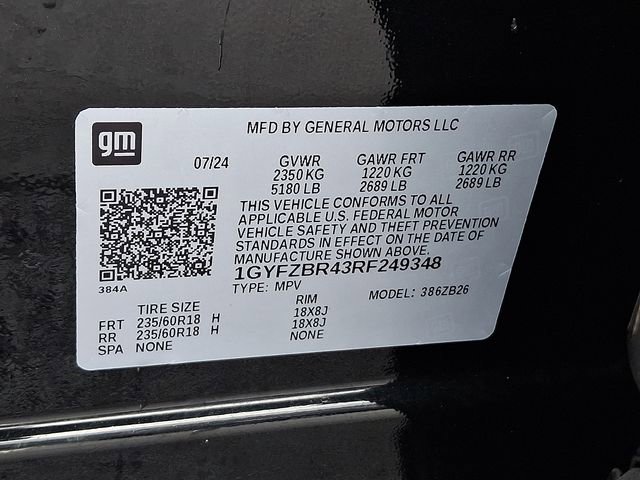 gm
MFD BY GENERAL MOTORS LLC
07/24 GVWR GAWR FRT GAWR RR
2350 KG 1220 KG 1220 KG
5180 LB 2689 LB 2689 LB
THIS VEHICLE CONFORMS TO ALL
APPLICABLE U.S. FEDERAL MOTOR
VEHICLE SAFETY AND THEFT PREVENTION
STANDARDS IN EFFECT ON THE DATE OF
MANUFACTURE SHOWN ABOVE.
1GYFZBR43RF249348
384A
TYPE: MPV MODEL: 386ZB26
TIRE SIZE RIM
FRT 235/60R18 H 18X8J
RR 235/60R18 H 18X8J
SPA NONE NONE